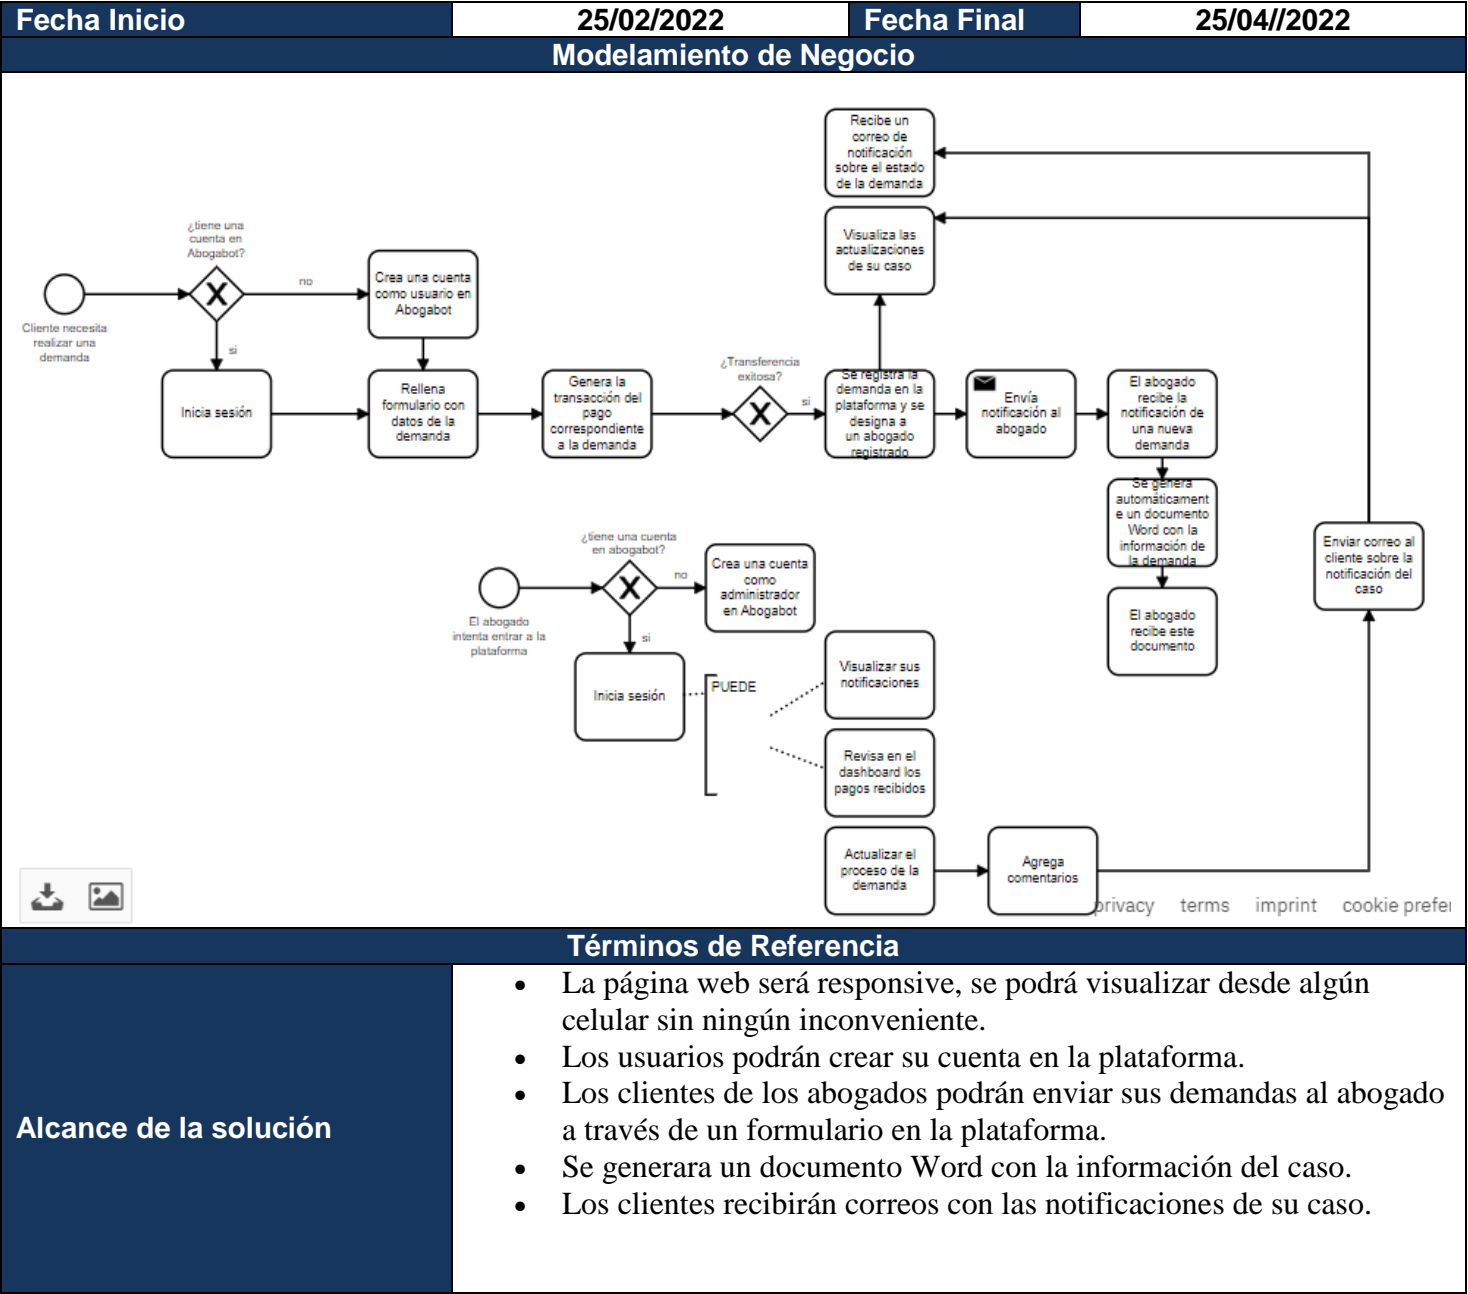 Fecha Inicio 25/02/2022 Fecha Final 25/04//2022
Modelamiento de Negocio
Recibe un
correo de
notificación
sobre el estado
de la demanda
Visualiza las
actualizaciones
de su caso
¿tiene una
cuenta en
Abogabot?
no
Crea una cuenta
como usuario en
Abogabot
Cliente necesita
realizar una
demanda
si
Inicia sesión
Rellena
formulario con
datos de la
demanda
Genera la
transacción del
pago
correspondiente
a la demanda
¿Transferencia
exitosa?
si
Se registra la
demanda en la
plataforma y se
designa a
un abogado
registrado
Envía
notificación al
abogado
El abogado
recibe la
notificación de
una nueva
demanda
Se genera
automáticament
e un documento
Word con la
información de
la demanda
El abogado
recibe este
documento
Enviar correo al
cliente sobre la
notificación del
caso
¿tiene una cuenta
en abogabot?
no
Crea una cuenta
como
administrador
en Abogabot
El abogado
intenta entrar a la
plataforma
si
Inicia sesión
PUEDE
Visualizar sus
notificaciones
Revisa en el
dashboard los
pagos recibidos
Actualizar el
proceso de la
demanda
Agrega
comentarios
privacy terms imprint cookie prefer
Términos de Referencia
Alcance de la solución
• La página web será responsive, se podrá visualizar desde algún
celular sin ningún inconveniente.
• Los usuarios podrán crear su cuenta en la plataforma.
• Los clientes de los abogados podrán enviar sus demandas al abogado
a través de un formulario en la plataforma.
• Se generara un documento Word con la información del caso.
• Los clientes recibirán correos con las notificaciones de su caso.